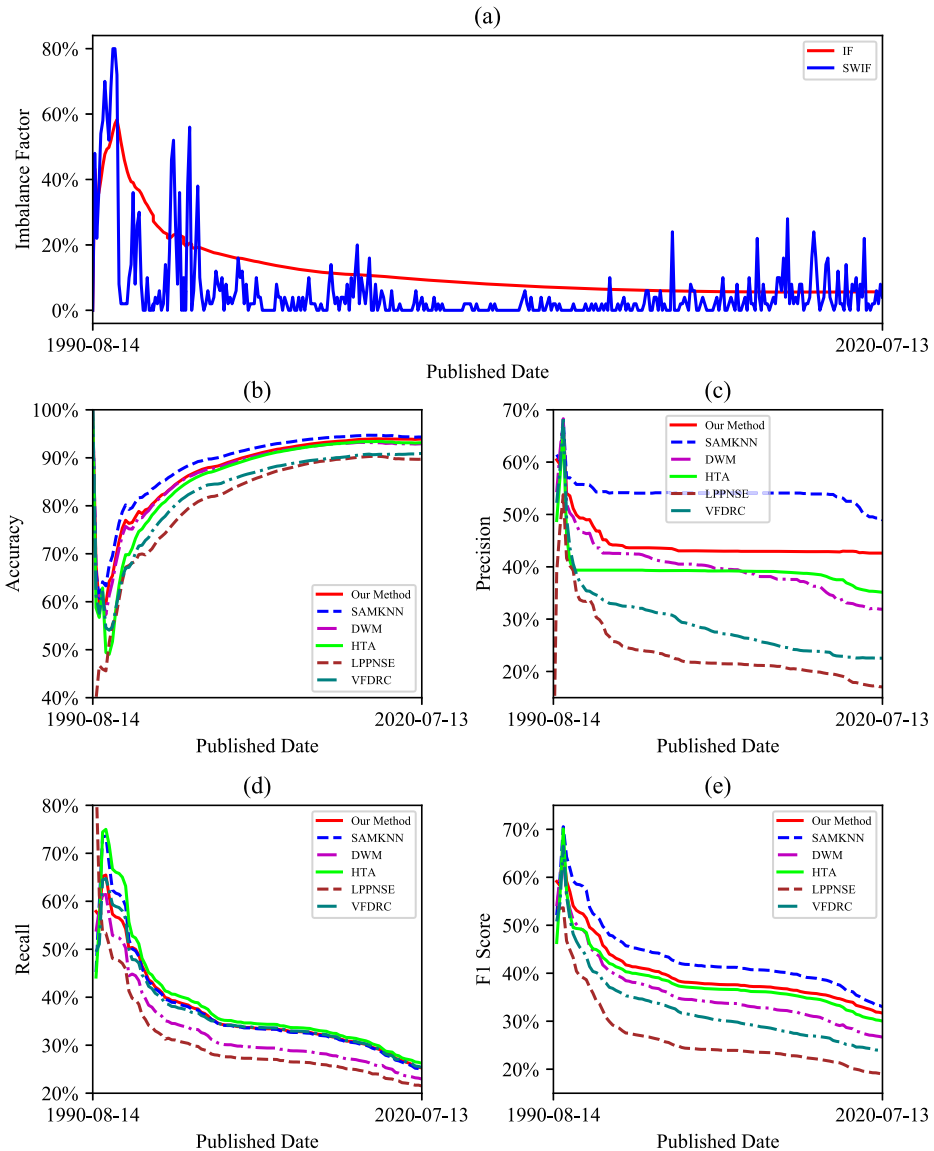 (a)
80%
60%
40%
20%
0%
Imbalance Factor
IF
SWIF
1990-08-14
2020-07-13
Published Date
(b)
100%
90%
80%
70%
60%
50%
40%
Accuracy
Our Method
SAMKNN
DWM
HTA
LPPNSE
VFDRC
1990-08-14
2020-07-13
Published Date
(c)
70%
60%
50%
40%
30%
20%
Precision
Our Method
SAMKNN
DWM
HTA
LPPNSE
VFDRC
1990-08-14
2020-07-13
Published Date
(d)
80%
70%
60%
50%
40%
30%
20%
Recall
Our Method
SAMKNN
DWM
HTA
LPPNSE
VFDRC
1990-08-14
2020-07-13
Published Date
(e)
70%
60%
50%
40%
30%
20%
F1 Score
Our Method
SAMKNN
DWM
HTA
LPPNSE
VFDRC
1990-08-14
2020-07-13
Published Date